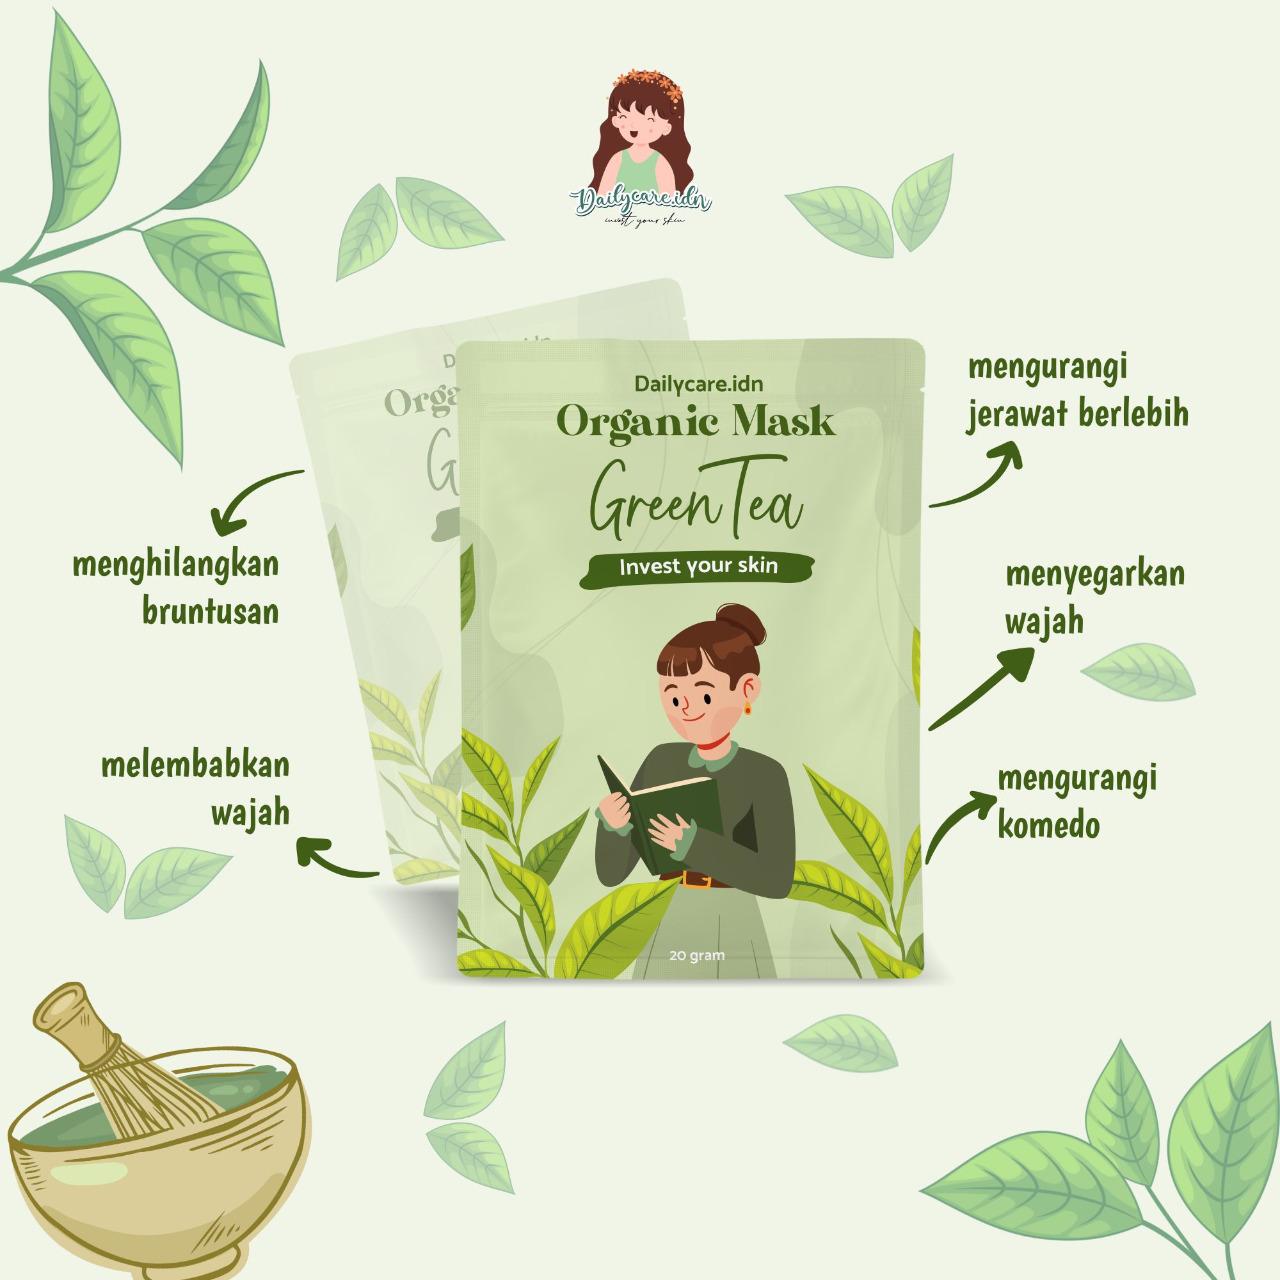 Dailycare.idn
invest your skin
Dailycare.idn
Organic Mask
Green Tea
Invest your skin
20 gram
menghilangkan
bruntusan
melembabkan
wajah
mengurangi
jerawat berlebih
menyegarkan
wajah
mengurangi
komedo